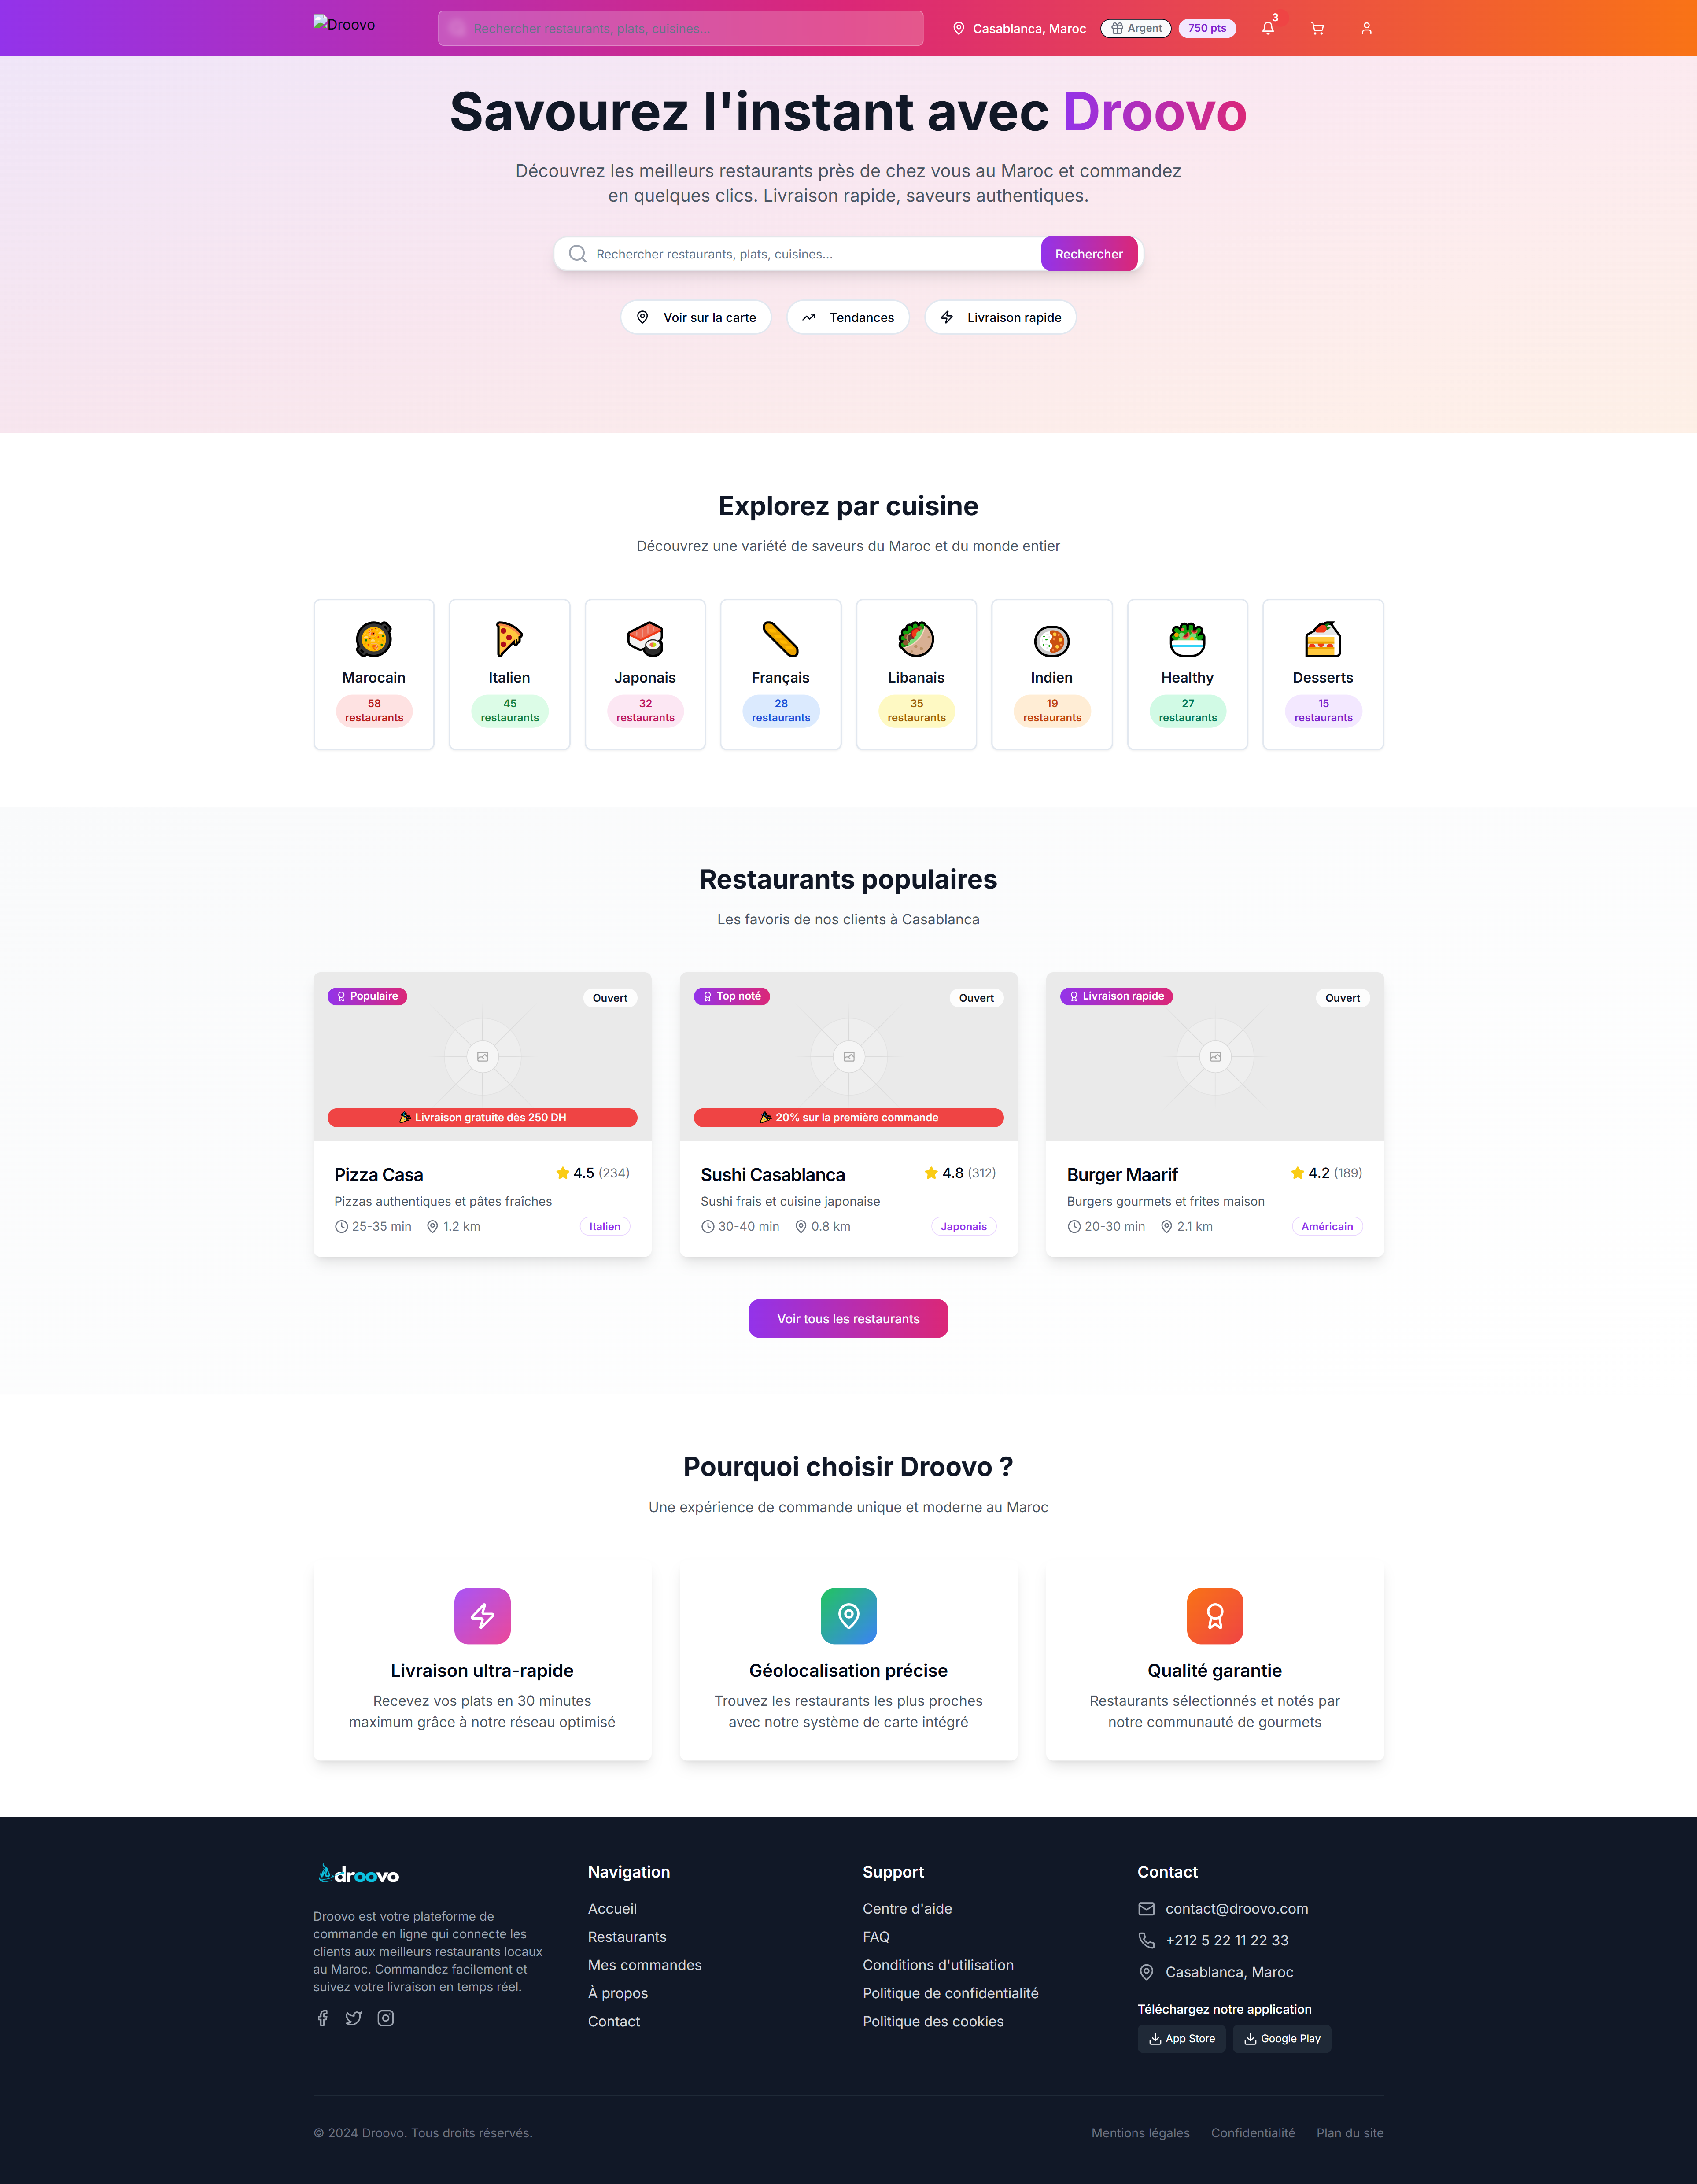 Droovo
Rechercher restaurants, plats, cuisines...
Casablanca, Maroc
Argent
750 pts
3
Savourez l'instant avec Droovo
Découvrez les meilleurs restaurants près de chez vous au Maroc et commandez
en quelques clics. Livraison rapide, saveurs authentiques.
Rechercher restaurants, plats, cuisines...
Rechercher
Voir sur la carte
Tendances
Livraison rapide
Explorez par cuisine
Découvrez une variété de saveurs du Maroc et du monde entier
Marocain
58
restaurants
Italien
45
restaurants
Japonais
32
restaurants
Français
28
restaurants
Libanais
35
restaurants
Indien
19
restaurants
Healthy
27
restaurants
Desserts
15
restaurants
Restaurants populaires
Les favoris de nos clients à Casablanca
Populaire
Ouvert
Livraison gratuite dès 250 DH
Pizza Casa
4.5 (234)
Pizzas authentiques et pâtes fraîches
25-35 min
1.2 km
Italien
Top noté
Ouvert
20% sur la première commande
Sushi Casablanca
4.8 (312)
Sushi frais et cuisine japonaise
30-40 min
0.8 km
Japonais
Livraison rapide
Ouvert
Burger Maarif
4.2 (189)
Burgers gourmets et frites maison
20-30 min
2.1 km
Américain
Voir tous les restaurants
Pourquoi choisir Droovo ?
Une expérience de commande unique et moderne au Maroc
Livraison ultra-rapide
Recevez vos plats en 30 minutes
maximum grâce à notre réseau optimisé
Géolocalisation précise
Trouvez les restaurants les plus proches
avec notre système de carte intégré
Qualité garantie
Restaurants sélectionnés et notés par
notre communauté de gourmets
droovo
Droovo est votre plateforme de
commande en ligne qui connecte les
clients aux meilleurs restaurants locaux
au Maroc. Commandez facilement et
suivez votre livraison en temps réel.
Navigation
Accueil
Restaurants
Mes commandes
À propos
Contact
Support
Centre d'aide
FAQ
Conditions d'utilisation
Politique de confidentialité
Politique des cookies
Contact
contact@droovo.com
+212 5 22 11 22 33
Casablanca, Maroc
Téléchargez notre application
App Store
Google Play
© 2024 Droovo. Tous droits réservés.
Mentions légales
Confidentialité
Plan du site